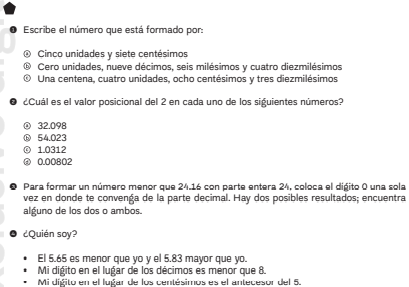 1 Escribe el número que está formado por:
a Cinco unidades y siete centésimos
b Cero unidades, nueve décimos, seis milésimos y cuatro diezmilésimos
c Una centena, cuatro unidades, ocho centésimos y tres diezmilésimos
2 ¿Cuál es el valor posicional del 2 en cada uno de los siguientes números?
a 32.098
b 54.023
c 1.0312
d 0.00802
3 Para formar un número menor que 24.16 con parte entera 24, coloca el dígito 0 una sola
vez en donde te convenga de la parte decimal. Hay dos posibles resultados; encuentra
alguno de los dos o ambos.
4 ¿Quién soy?
• El 5.65 es menor que yo y el 5.83 mayor que yo.
• Mi dígito en el lugar de los décimos es menor que 8.
• Mi dígito en el lugar de los centésimos es el antecesor del 5.